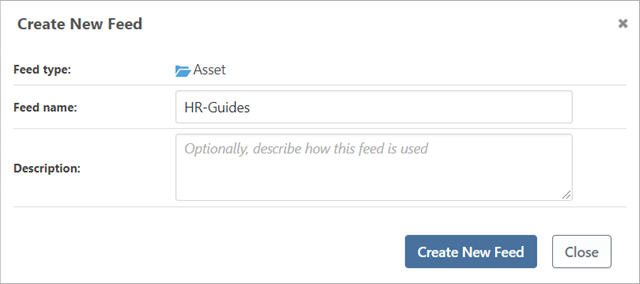 Create New Feed
Feed type: Asset
Feed name: HR-Guides
Description: Optionally, describe how this feed is used
Create New Feed Close